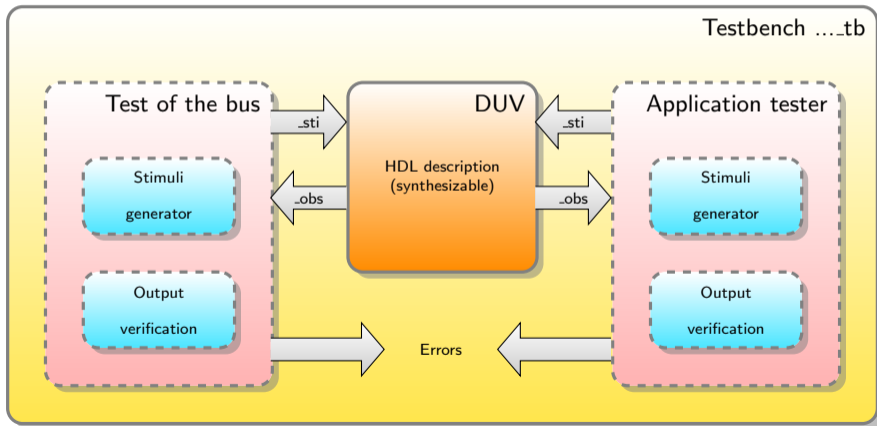 Testbench ..._tb
Test of the bus
_sti
Stimuli
generator
_obs
Output
verification
DUV
HDL description
(synthesizable)
Errors
Application tester
_sti
Stimuli
generator
_obs
Output
verification